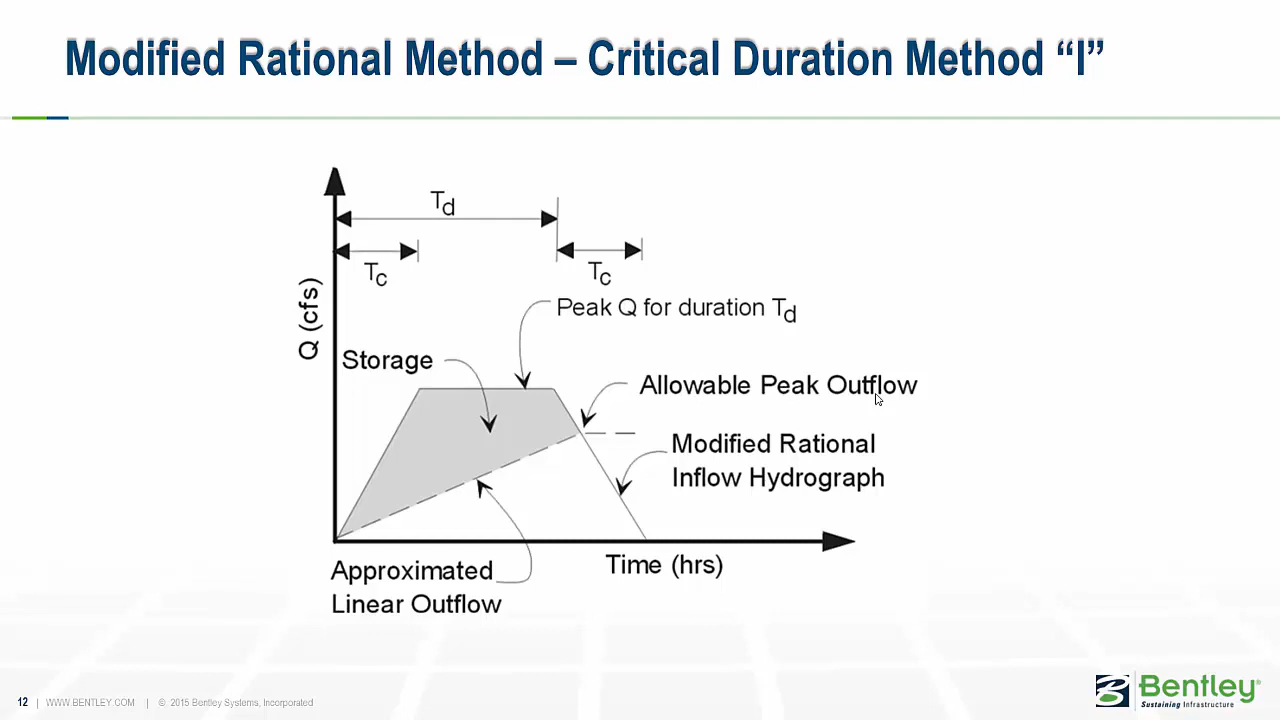 Modified Rational Method – Critical Duration Method “I”
Td
Tc
Tc
Q (cfs)
Peak Q for duration Td
Storage
Allowable Peak Outflow
Modified Rational
Inflow Hydrograph
Time (hrs)
Approximated
Linear Outflow
12 | WWW.BENTLEY.COM | © 2015 Bentley Systems, Incorporated
Bentley®
Sustaining Infrastructure